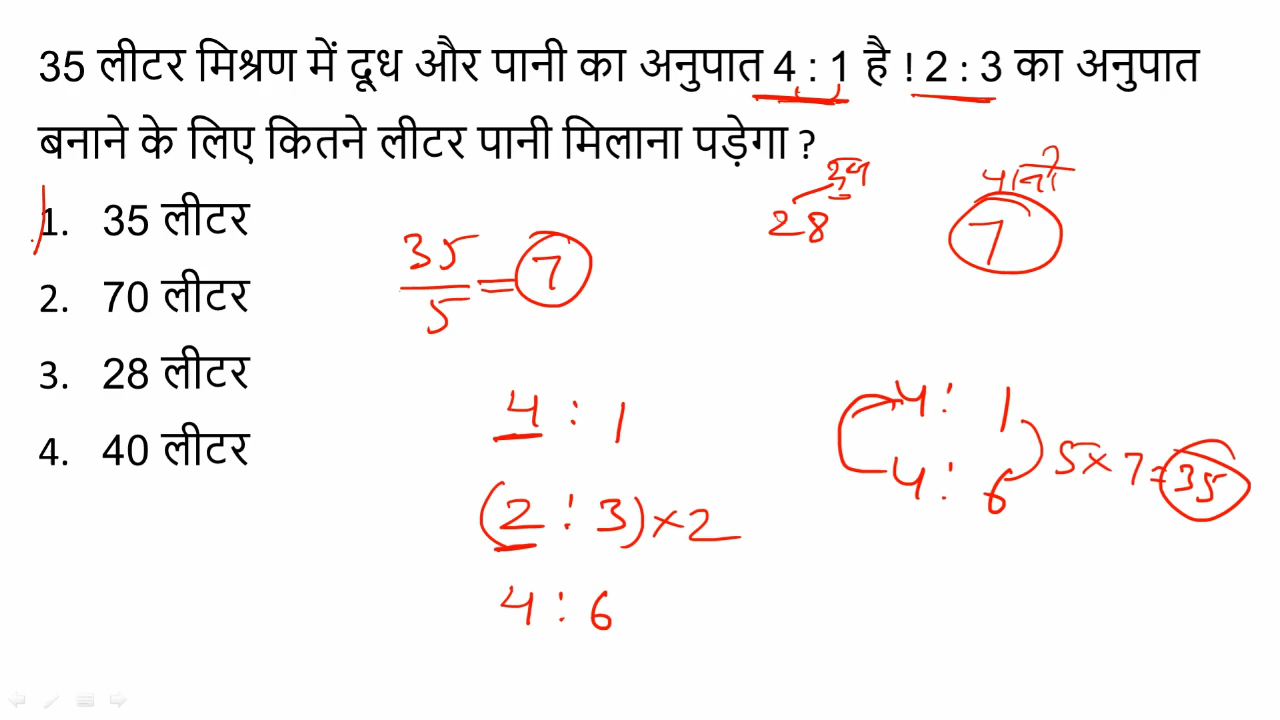 35 लीटर मिश्रण में दूध और पानी का अनुपात 4 : 1 है ! 2 : 3 का अनुपात
बनाने के लिए कितने लीटर पानी मिलाना पड़ेगा ?
दूध पानी
28 7
1. 35 लीटर
35/5 = 7
2. 70 लीटर
3. 28 लीटर
4. 40 लीटर
4 : 1
(2 : 3) × 2
4 : 6
4 : 1
4 : 6
5 × 7 = 35